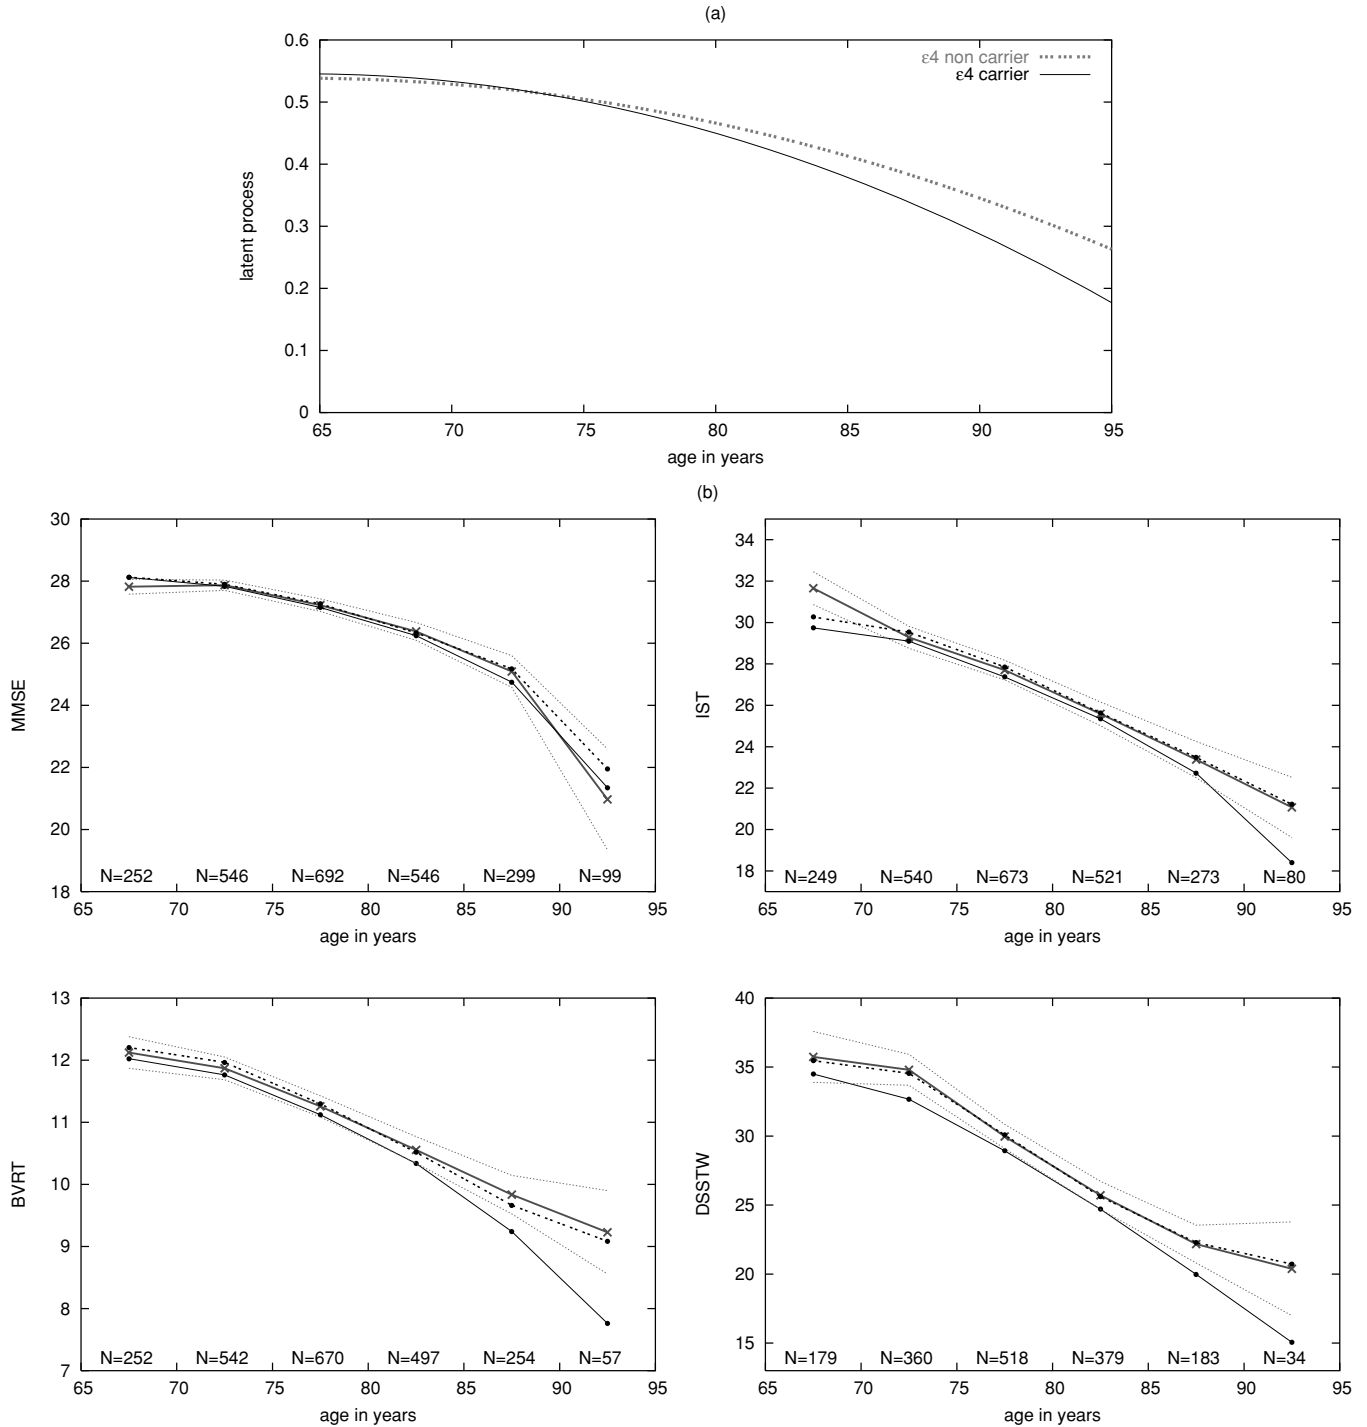 (a)
0.6
0.5
0.4
0.3
0.2
0.1
0
latent process
ε4 non carrier
ε4 carrier
65 70 75 80 85 90 95
age in years
(b)
30
28
26
24
22
20
18
MMSE
N=252 N=546 N=692 N=546 N=299 N=99
65 70 75 80 85 90 95
age in years
34
32
30
28
26
24
22
20
18
IST
N=249 N=540 N=673 N=521 N=273 N=80
65 70 75 80 85 90 95
age in years
13
12
11
10
9
8
7
BVRT
N=252 N=542 N=670 N=497 N=254 N=57
65 70 75 80 85 90 95
age in years
40
35
30
25
20
15
DSSTW
N=179 N=360 N=518 N=379 N=183 N=34
65 70 75 80 85 90 95
age in years